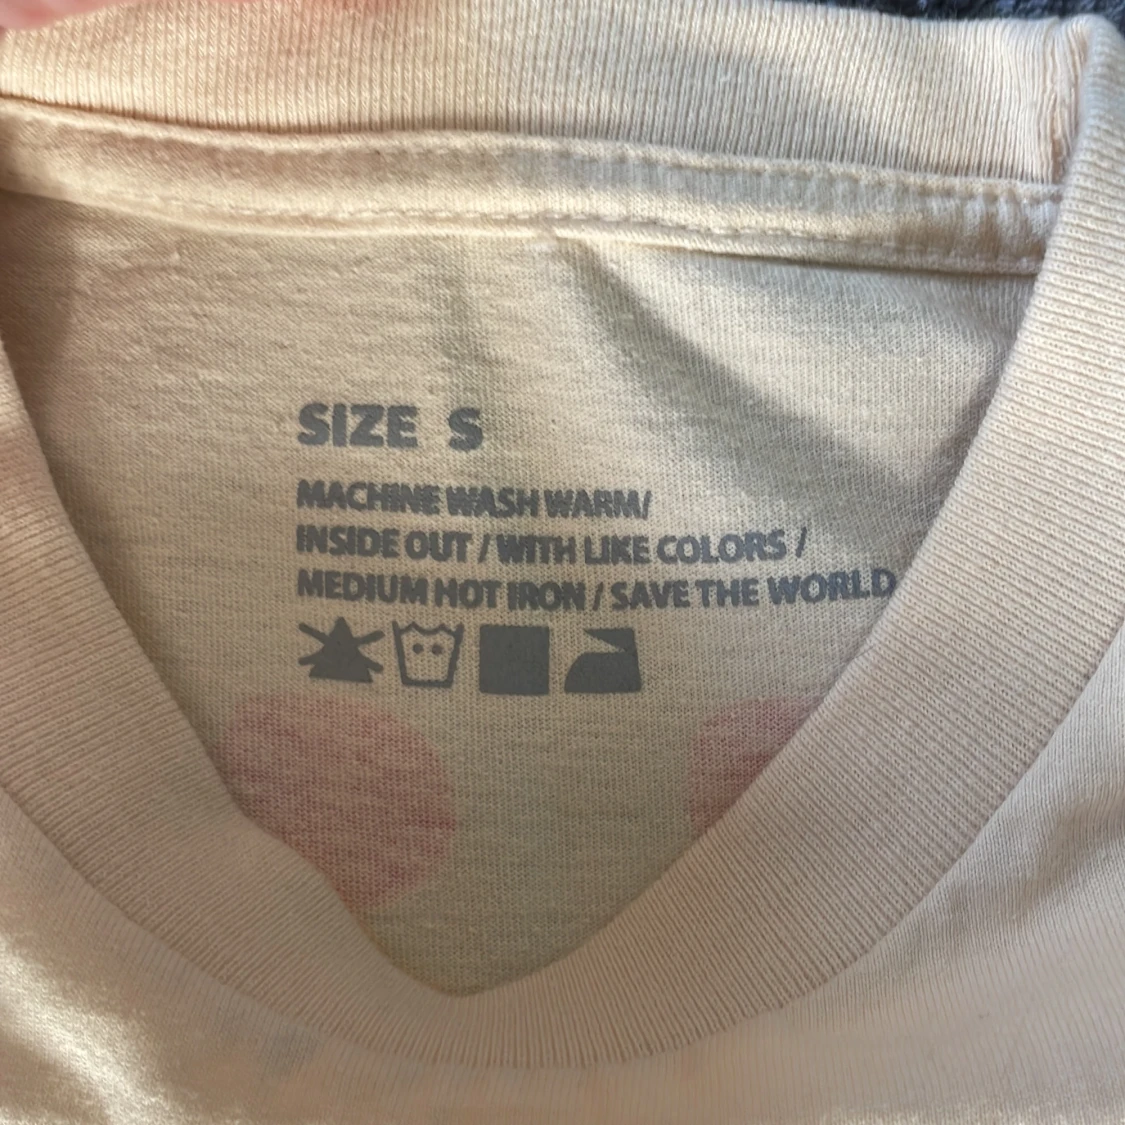 SIZE S
MACHINE WASH WARM/
INSIDE OUT / WITH LIKE COLORS /
MEDIUM HOT IRON / SAVE THE WORLD